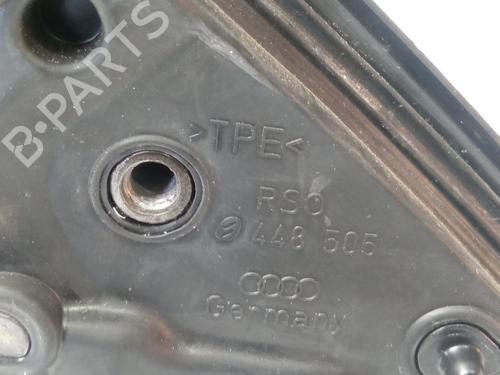 B-PARTS
>TPE<
RSO
448 505
Germany